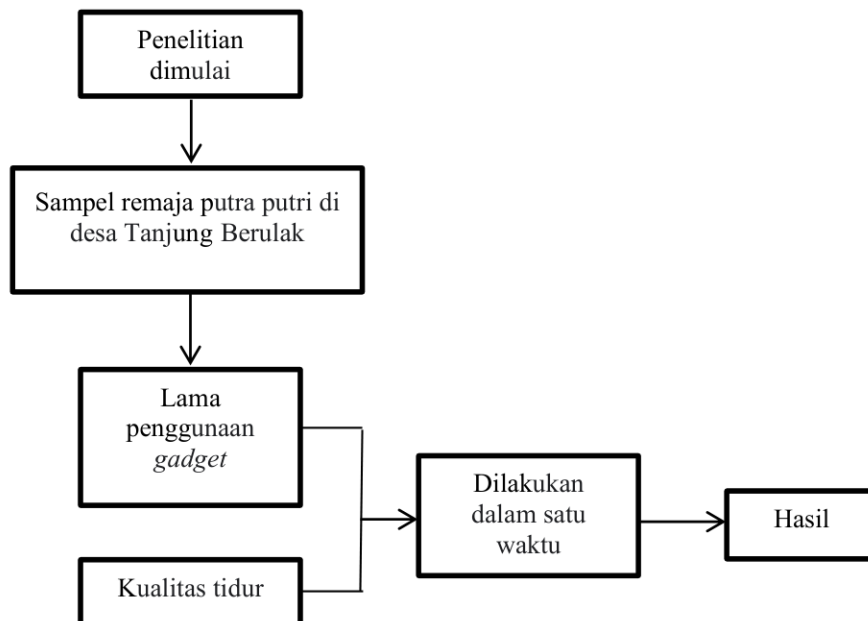 Penelitian
dimulai
Sampel remaja putra putri di
desa Tanjung Berulak
Lama
penggunaan
gadget
Kualitas tidur
Dilakukan
dalam satu
waktu
Hasil